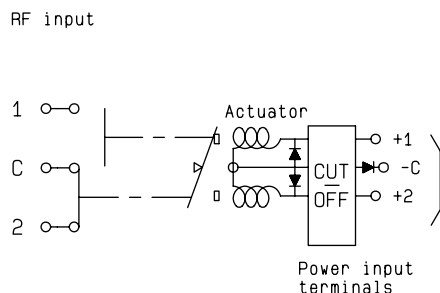 RF input
1
C
2
Actuator
CUT
OFF
+1
-C
+2
Power input
terminals